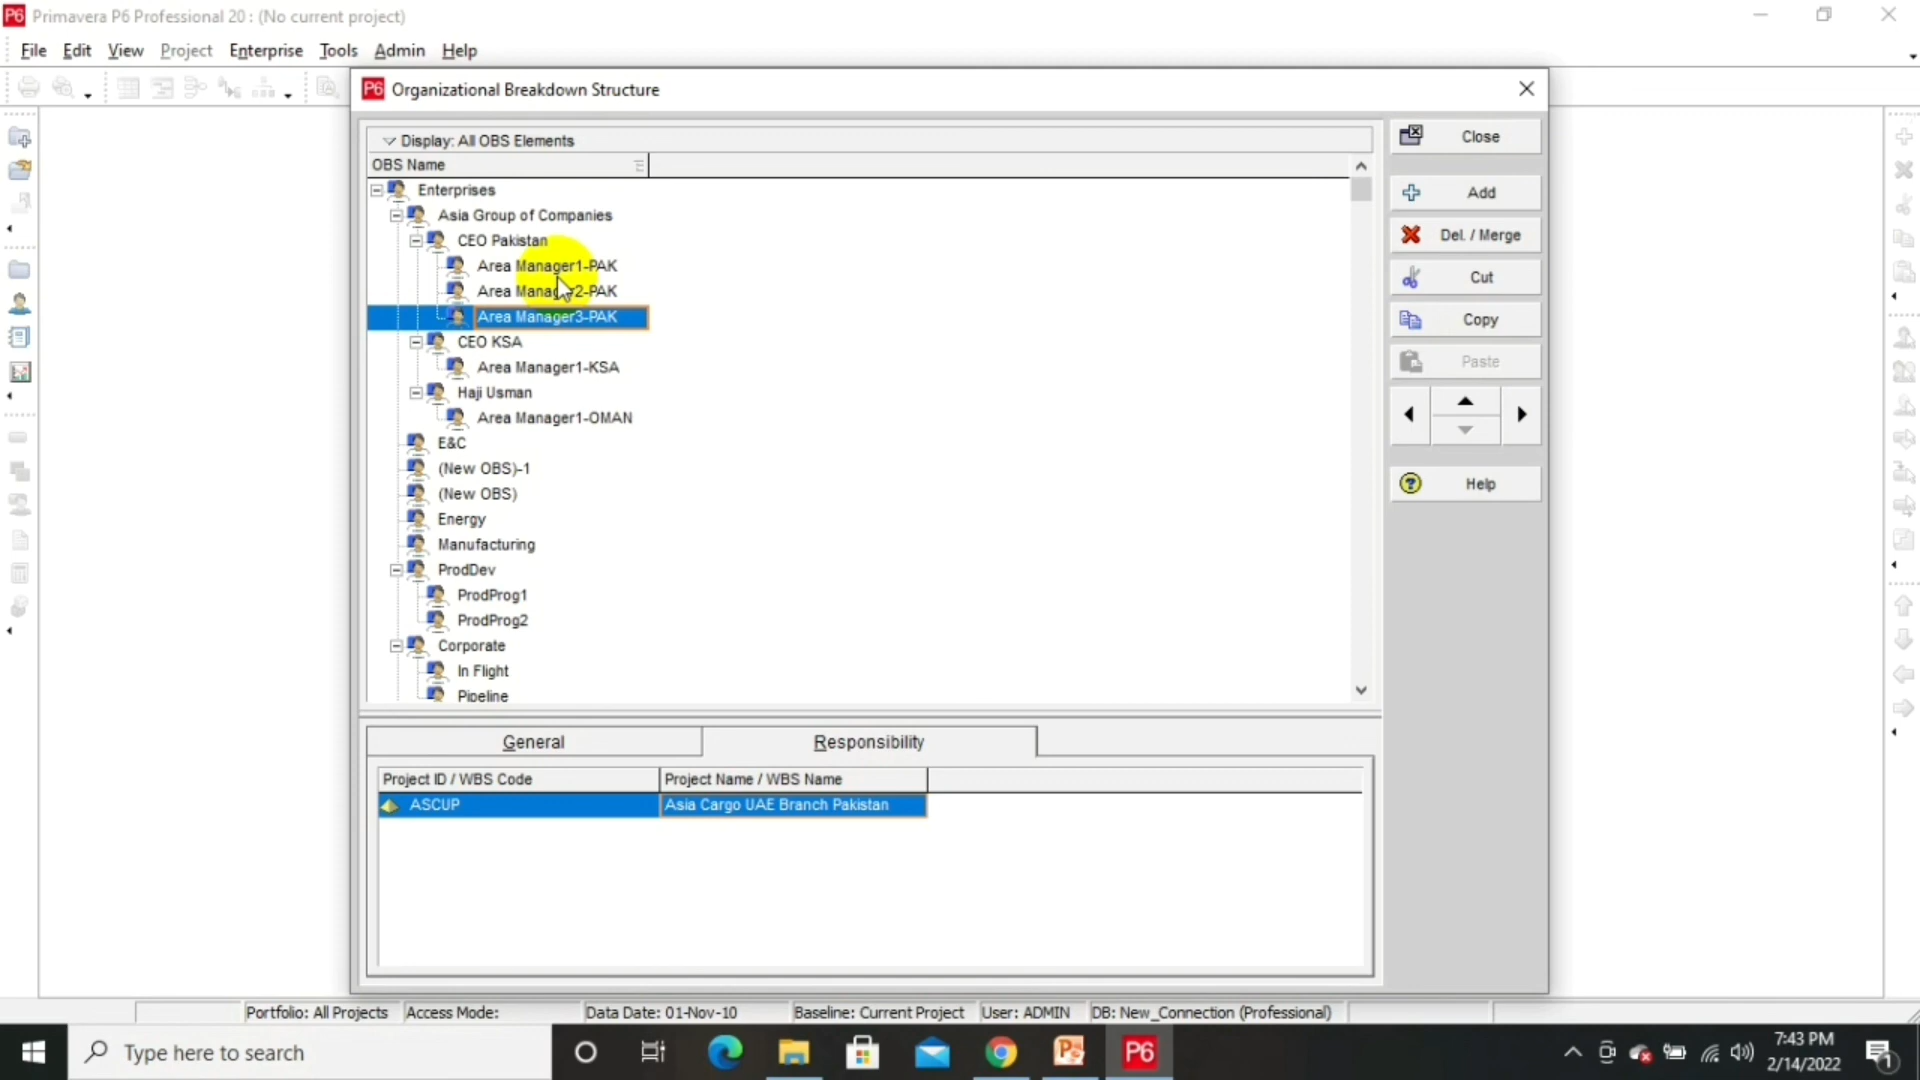 P6 Primavera P6 Professional 20 : (No current project)
File Edit View Project Enterprise Tools Admin Help
P6 Organizational Breakdown Structure
Display: All OBS Elements
OBS Name
Enterprises
Asia Group of Companies
CEO Pakistan
Area Manager1-PAK
Area Manager2-PAK
Area Manager3-PAK
CEO KSA
Area Manager1-KSA
Haji Usman
Area Manager1-OMAN
E&C
(New OBS)-1
(New OBS)
Energy
Manufacturing
ProdDev
ProdProg1
ProdProg2
Corporate
In Flight
Pipeline
Close
Add
Del. / Merge
Cut
Copy
Paste
Help
General Responsibility
Project ID / WBS Code Project Name / WBS Name
ASCUP Asia Cargo UAE Branch Pakistan
Portfolio: All Projects Access Mode: Data Date: 01-Nov-10 Baseline: Current Project User: ADMIN DB: New_Connection (Professional)
Type here to search
P6
7:43 PM
2/14/2022
1